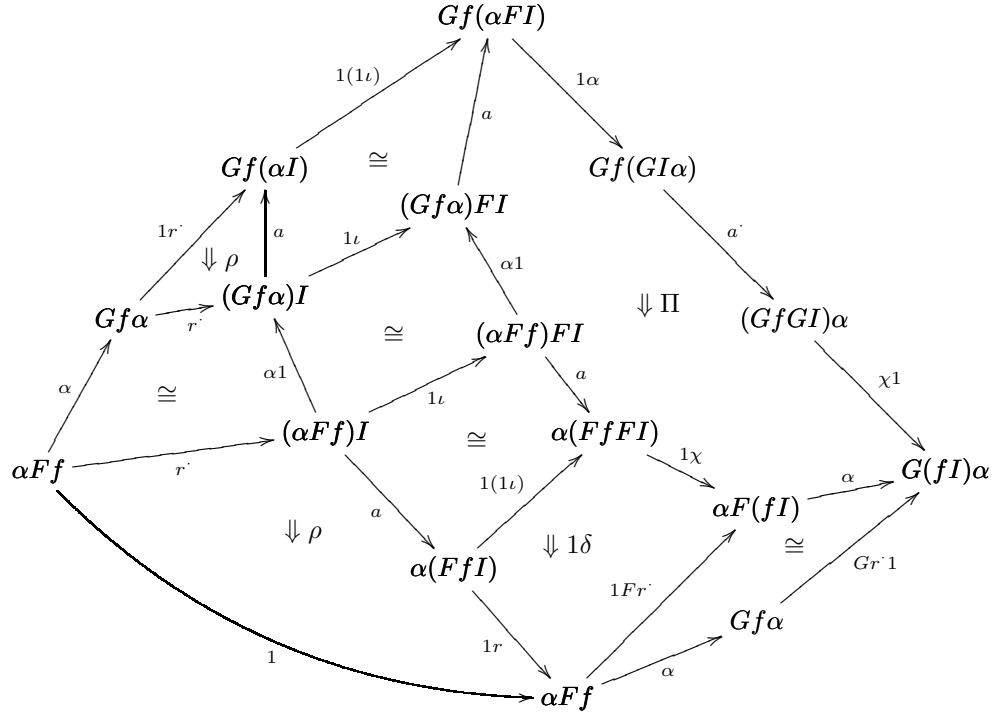 Gf(αFI)
1(1ι)
1α
a
Gf(αI)
≅
Gf(GIα)
(Gfα)FI
1r˙
a
1ι
a˙
⇓ ρ
α1
(Gfα)I
⇓ Π
Gfα
r˙
≅
(αFf)FI
(GfGI)α
α
≅
α1
1ι
a
χ1
(αFf)I
≅
α(FfFI)
αFf
r˙
1χ
α
G(fI)α
a
1(1ι)
αF(fI)
⇓ ρ
⇓ 1δ
≅
α(FfI)
Gr˙1
1Fr˙
Gfα
1r
1
α
αFf